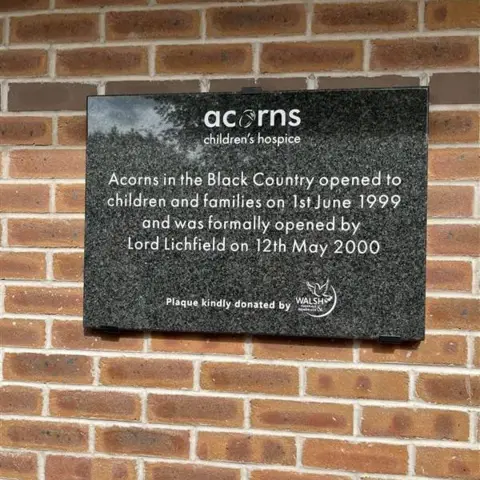 acorns
children's hospice
Acorns in the Black Country opened to
children and families on 1st June 1999
and was formally opened by
Lord Lichfield on 12th May 2000
Plaque kindly donated by
WALSH